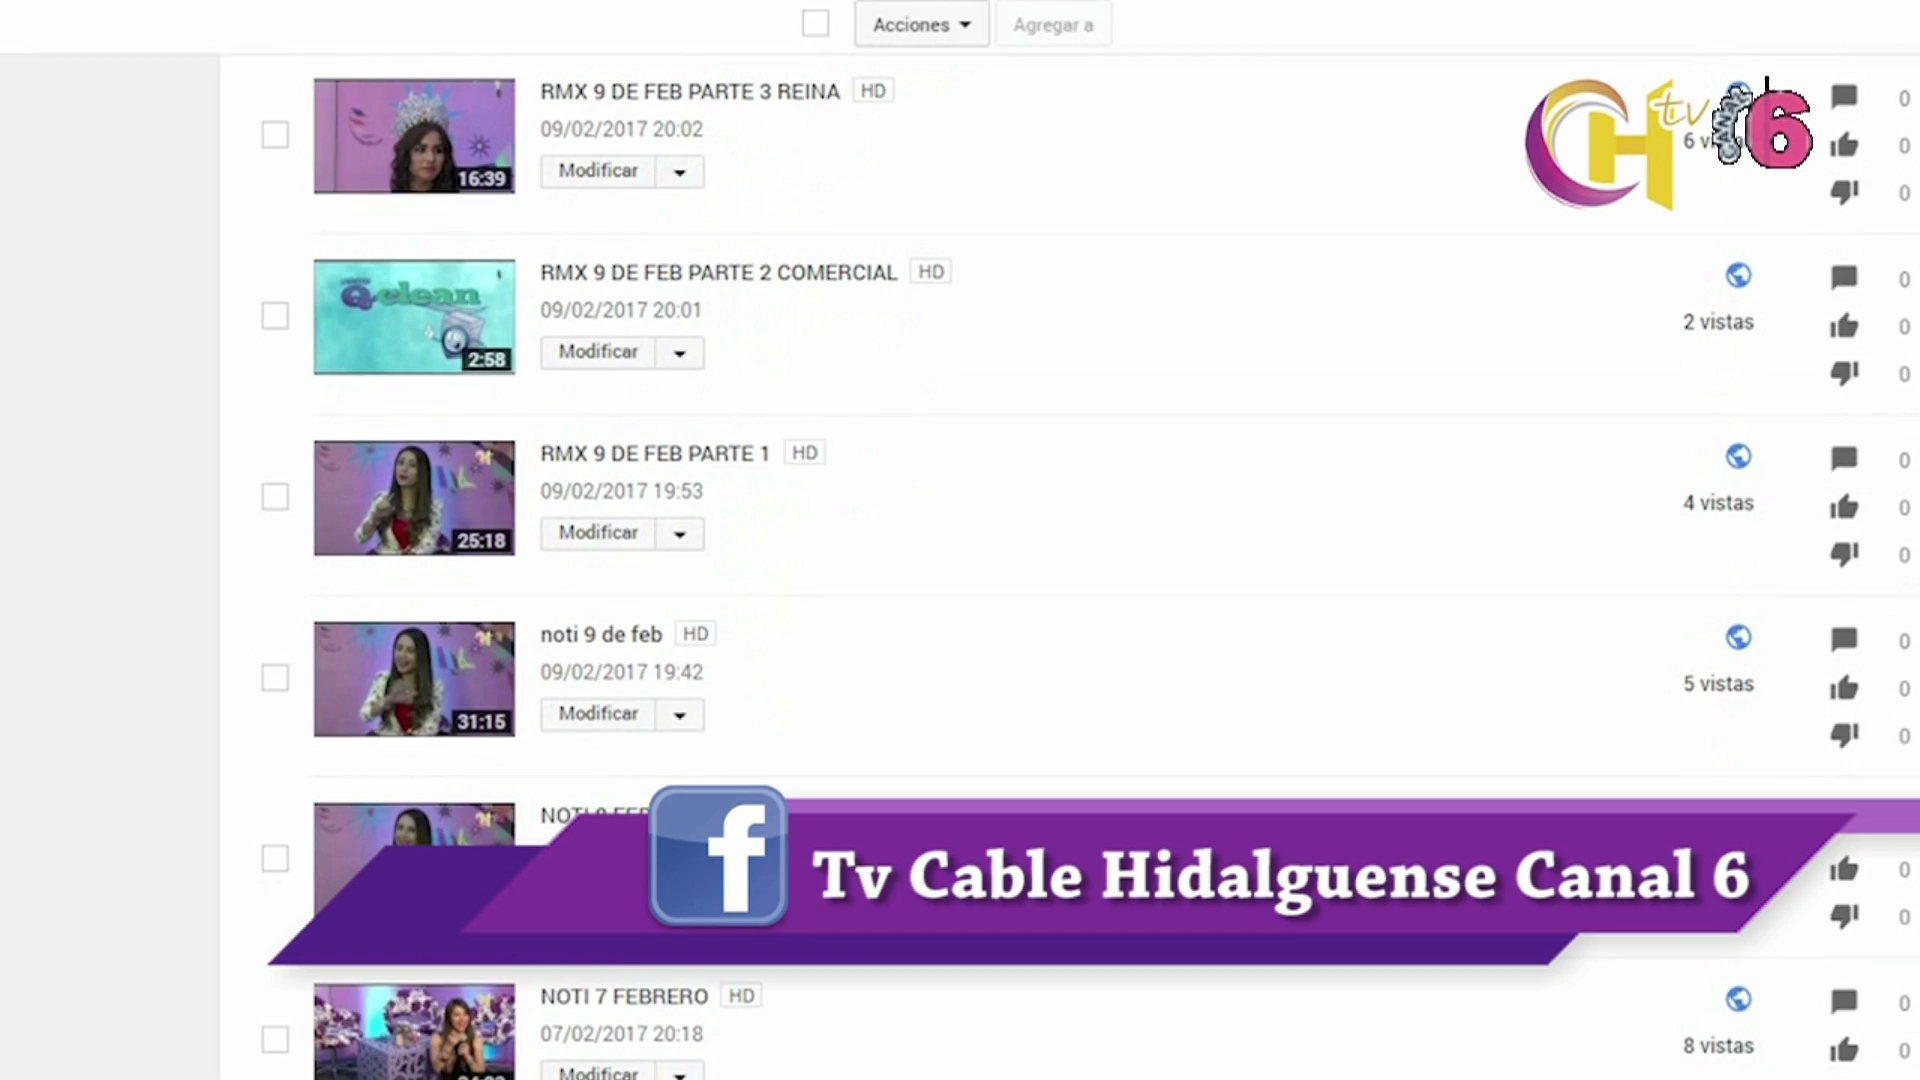 Acciones
Agregar a
RMX 9 DE FEB PARTE 3 REINA HD
09/02/2017 20:02
Modificar
16:39
CH tv CANAL 6
6 v
0
0
0
RMX 9 DE FEB PARTE 2 COMERCIAL HD
09/02/2017 20:01
Modificar
Q clean
2:58
2 vistas
0
0
0
RMX 9 DE FEB PARTE 1 HD
09/02/2017 19:53
Modificar
25:18
4 vistas
0
0
0
noti 9 de feb HD
09/02/2017 19:42
Modificar
31:15
5 vistas
0
0
0
f Tv Cable Hidalguense Canal 6
0
0
NOTI 7 FEBRERO HD
07/02/2017 20:18
Modificar
8 vistas
0
0